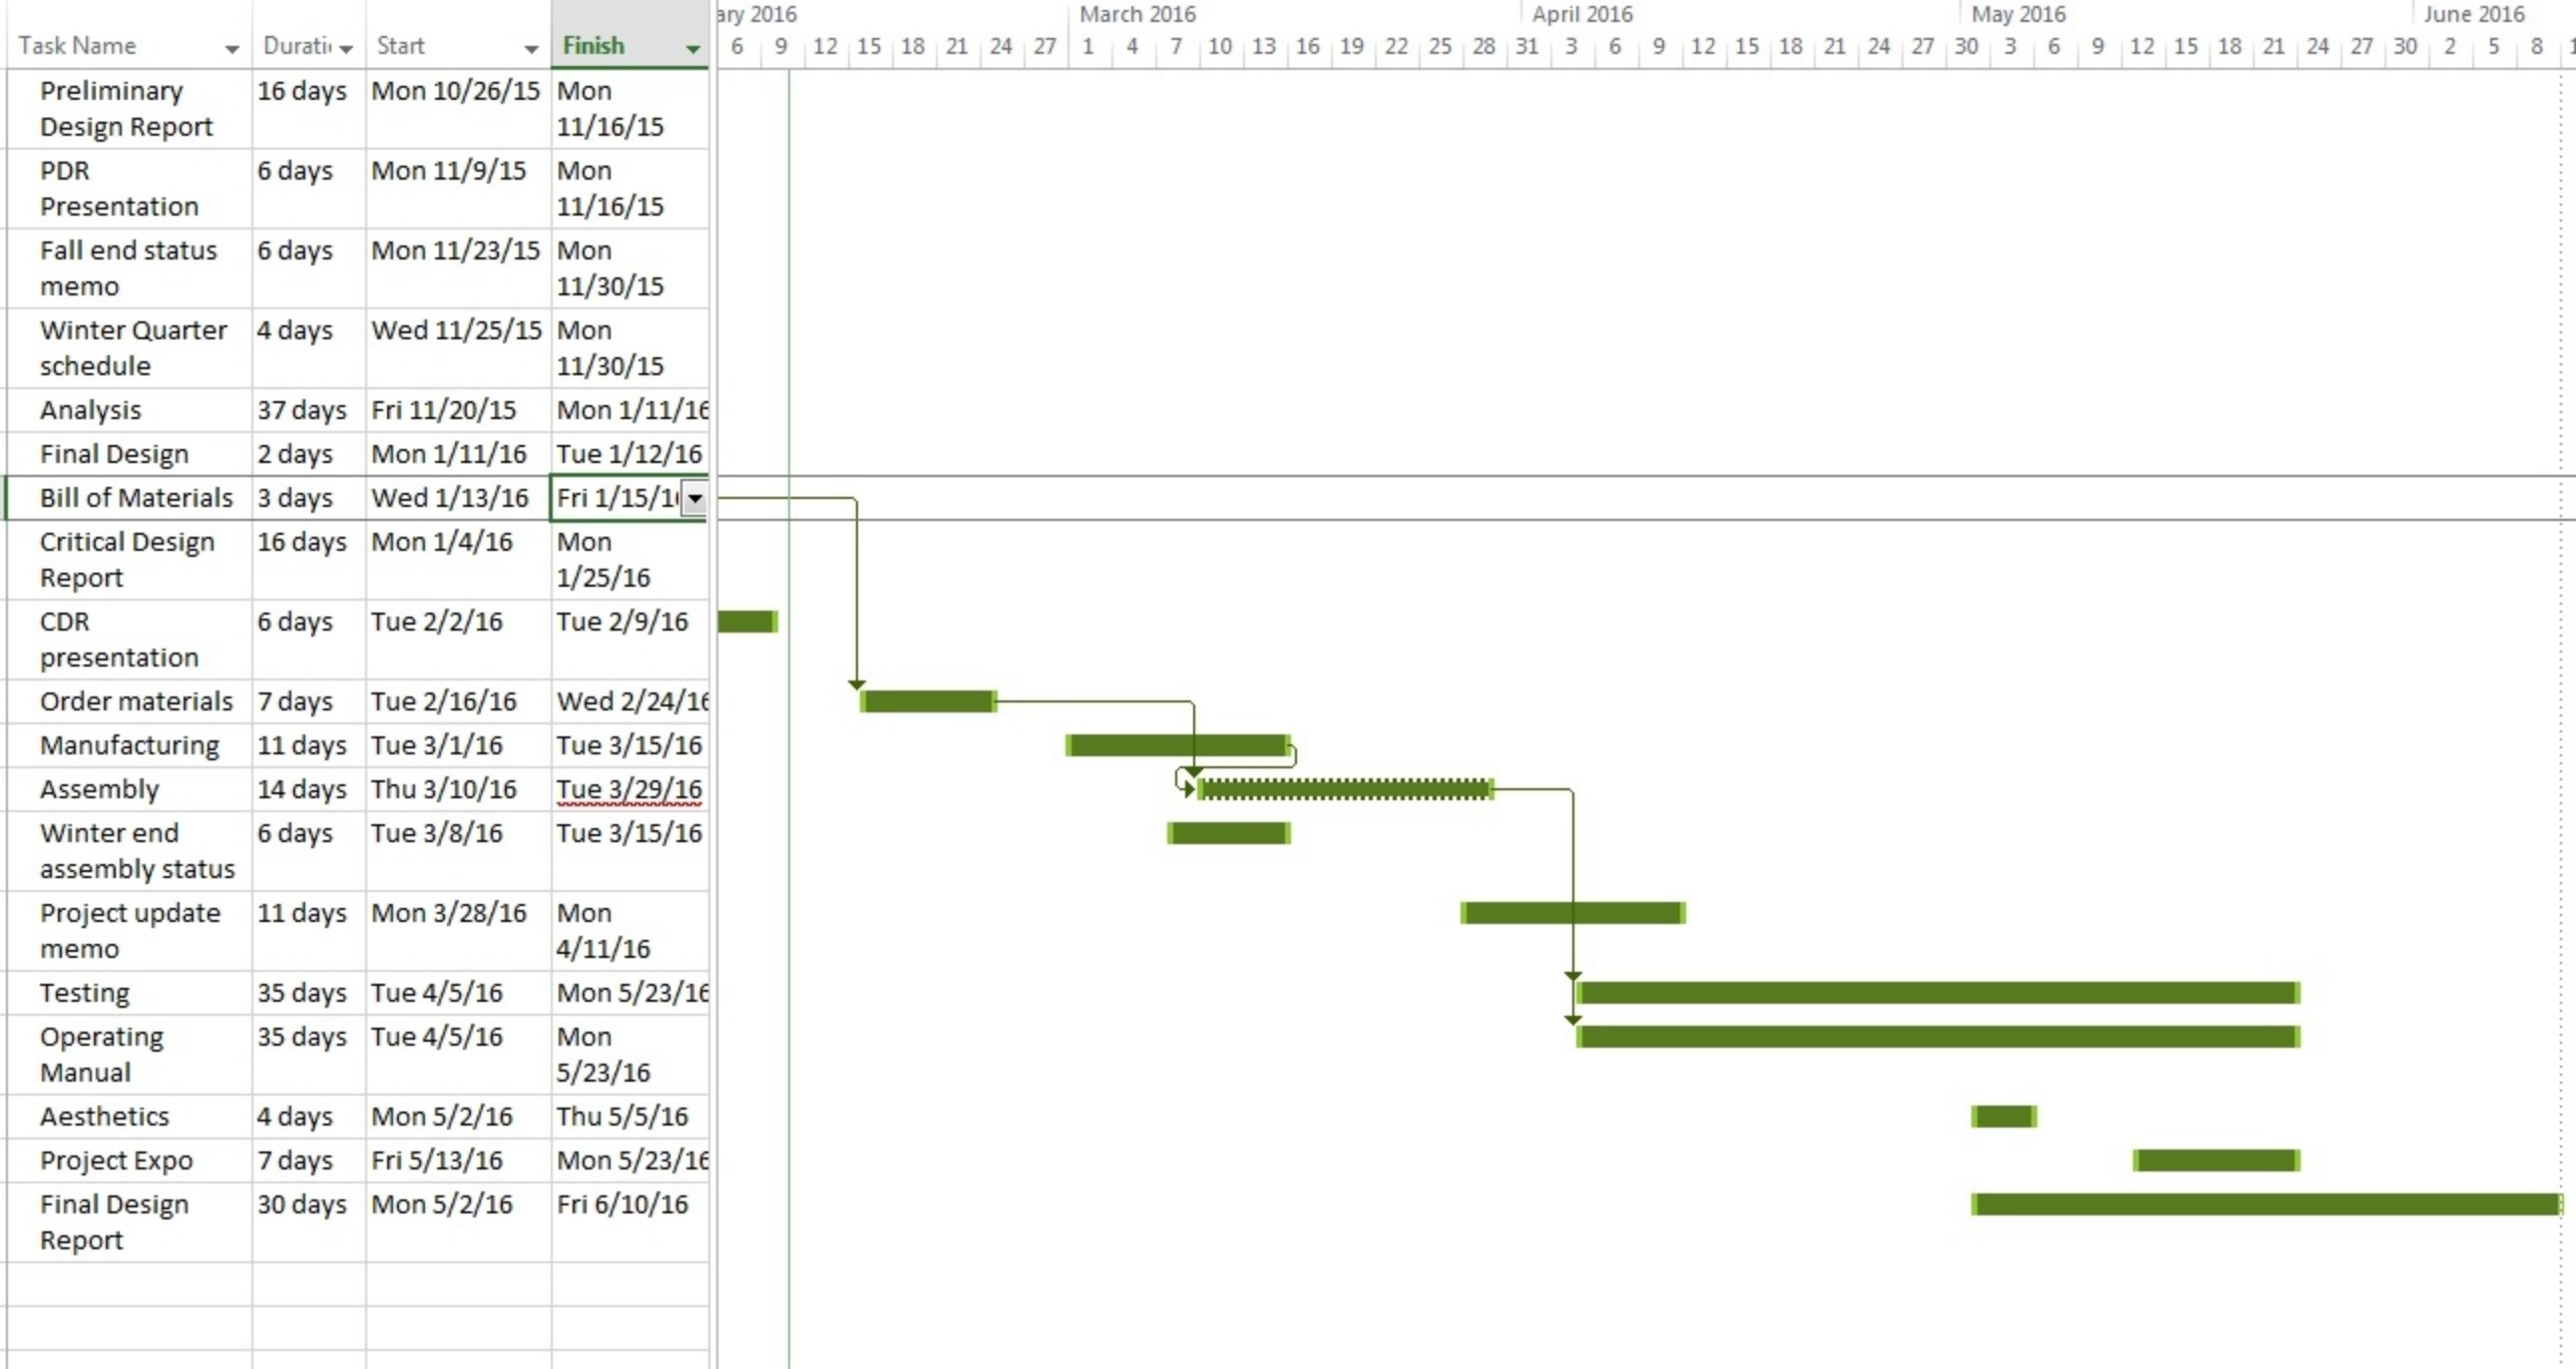 ary 2016 March 2016 April 2016 May 2016 June 2016
Task Name Durati Start Finish 6 9 12 15 18 21 24 27 1 4 7 10 13 16 19 22 25 28 31 3 6 9 12 15 18 21 24 27 30 3 6 9 12 15 18 21 24 27 30 2 5 8 1
Preliminary 16 days Mon 10/26/15 Mon
Design Report 11/16/15
PDR 6 days Mon 11/9/15 Mon
Presentation 11/16/15
Fall end status 6 days Mon 11/23/15 Mon
memo 11/30/15
Winter Quarter 4 days Wed 11/25/15 Mon
schedule 11/30/15
Analysis 37 days Fri 11/20/15 Mon 1/11/16
Final Design 2 days Mon 1/11/16 Tue 1/12/16
Bill of Materials 3 days Wed 1/13/16 Fri 1/15/1
Critical Design 16 days Mon 1/4/16 Mon
Report 1/25/16
CDR 6 days Tue 2/2/16 Tue 2/9/16
presentation
Order materials 7 days Tue 2/16/16 Wed 2/24/16
Manufacturing 11 days Tue 3/1/16 Tue 3/15/16
Assembly 14 days Thu 3/10/16 Tue 3/29/16
Winter end 6 days Tue 3/8/16 Tue 3/15/16
assembly status
Project update 11 days Mon 3/28/16 Mon
memo 4/11/16
Testing 35 days Tue 4/5/16 Mon 5/23/16
Operating 35 days Tue 4/5/16 Mon
Manual 5/23/16
Aesthetics 4 days Mon 5/2/16 Thu 5/5/16
Project Expo 7 days Fri 5/13/16 Mon 5/23/16
Final Design 30 days Mon 5/2/16 Fri 6/10/16
Report